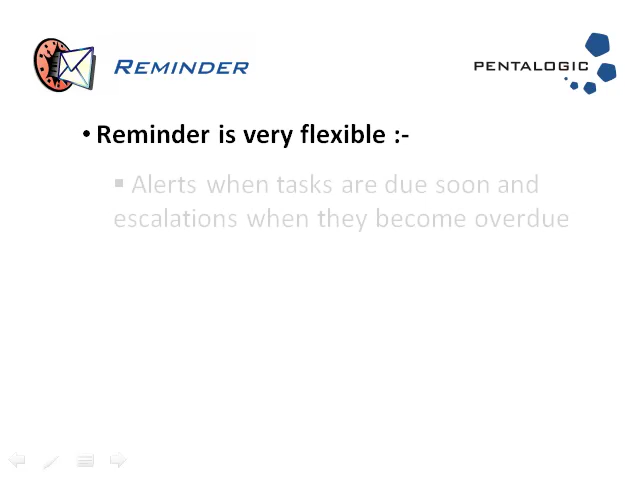 REMINDER
PENTALOGIC
• Reminder is very flexible :-
▪ Alerts when tasks are due soon and
escalations when they become overdue